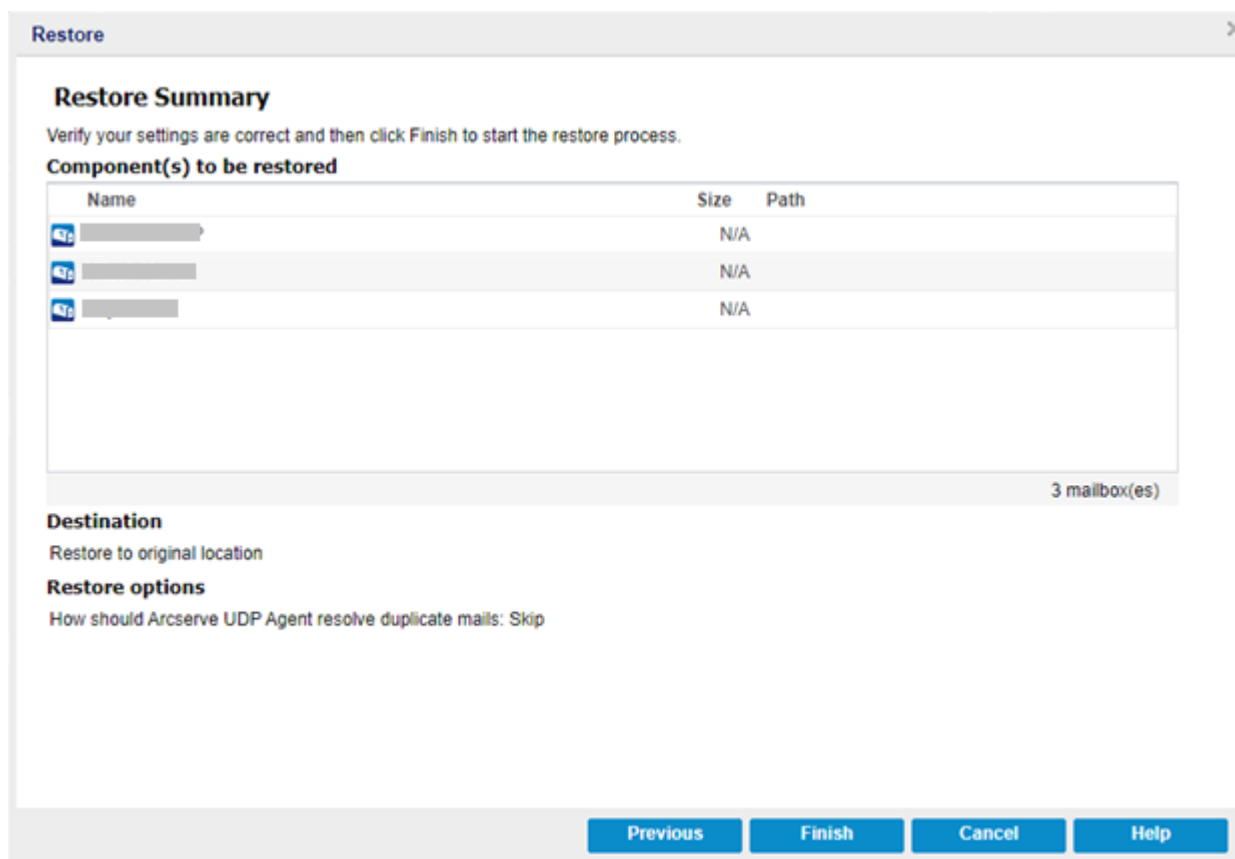 Restore
Restore Summary
Verify your settings are correct and then click Finish to start the restore process.
Component(s) to be restored
Name Size Path
N/A
N/A
N/A
3 mailbox(es)
Destination
Restore to original location
Restore options
How should Arcserve UDP Agent resolve duplicate mails: Skip
Previous Finish Cancel Help